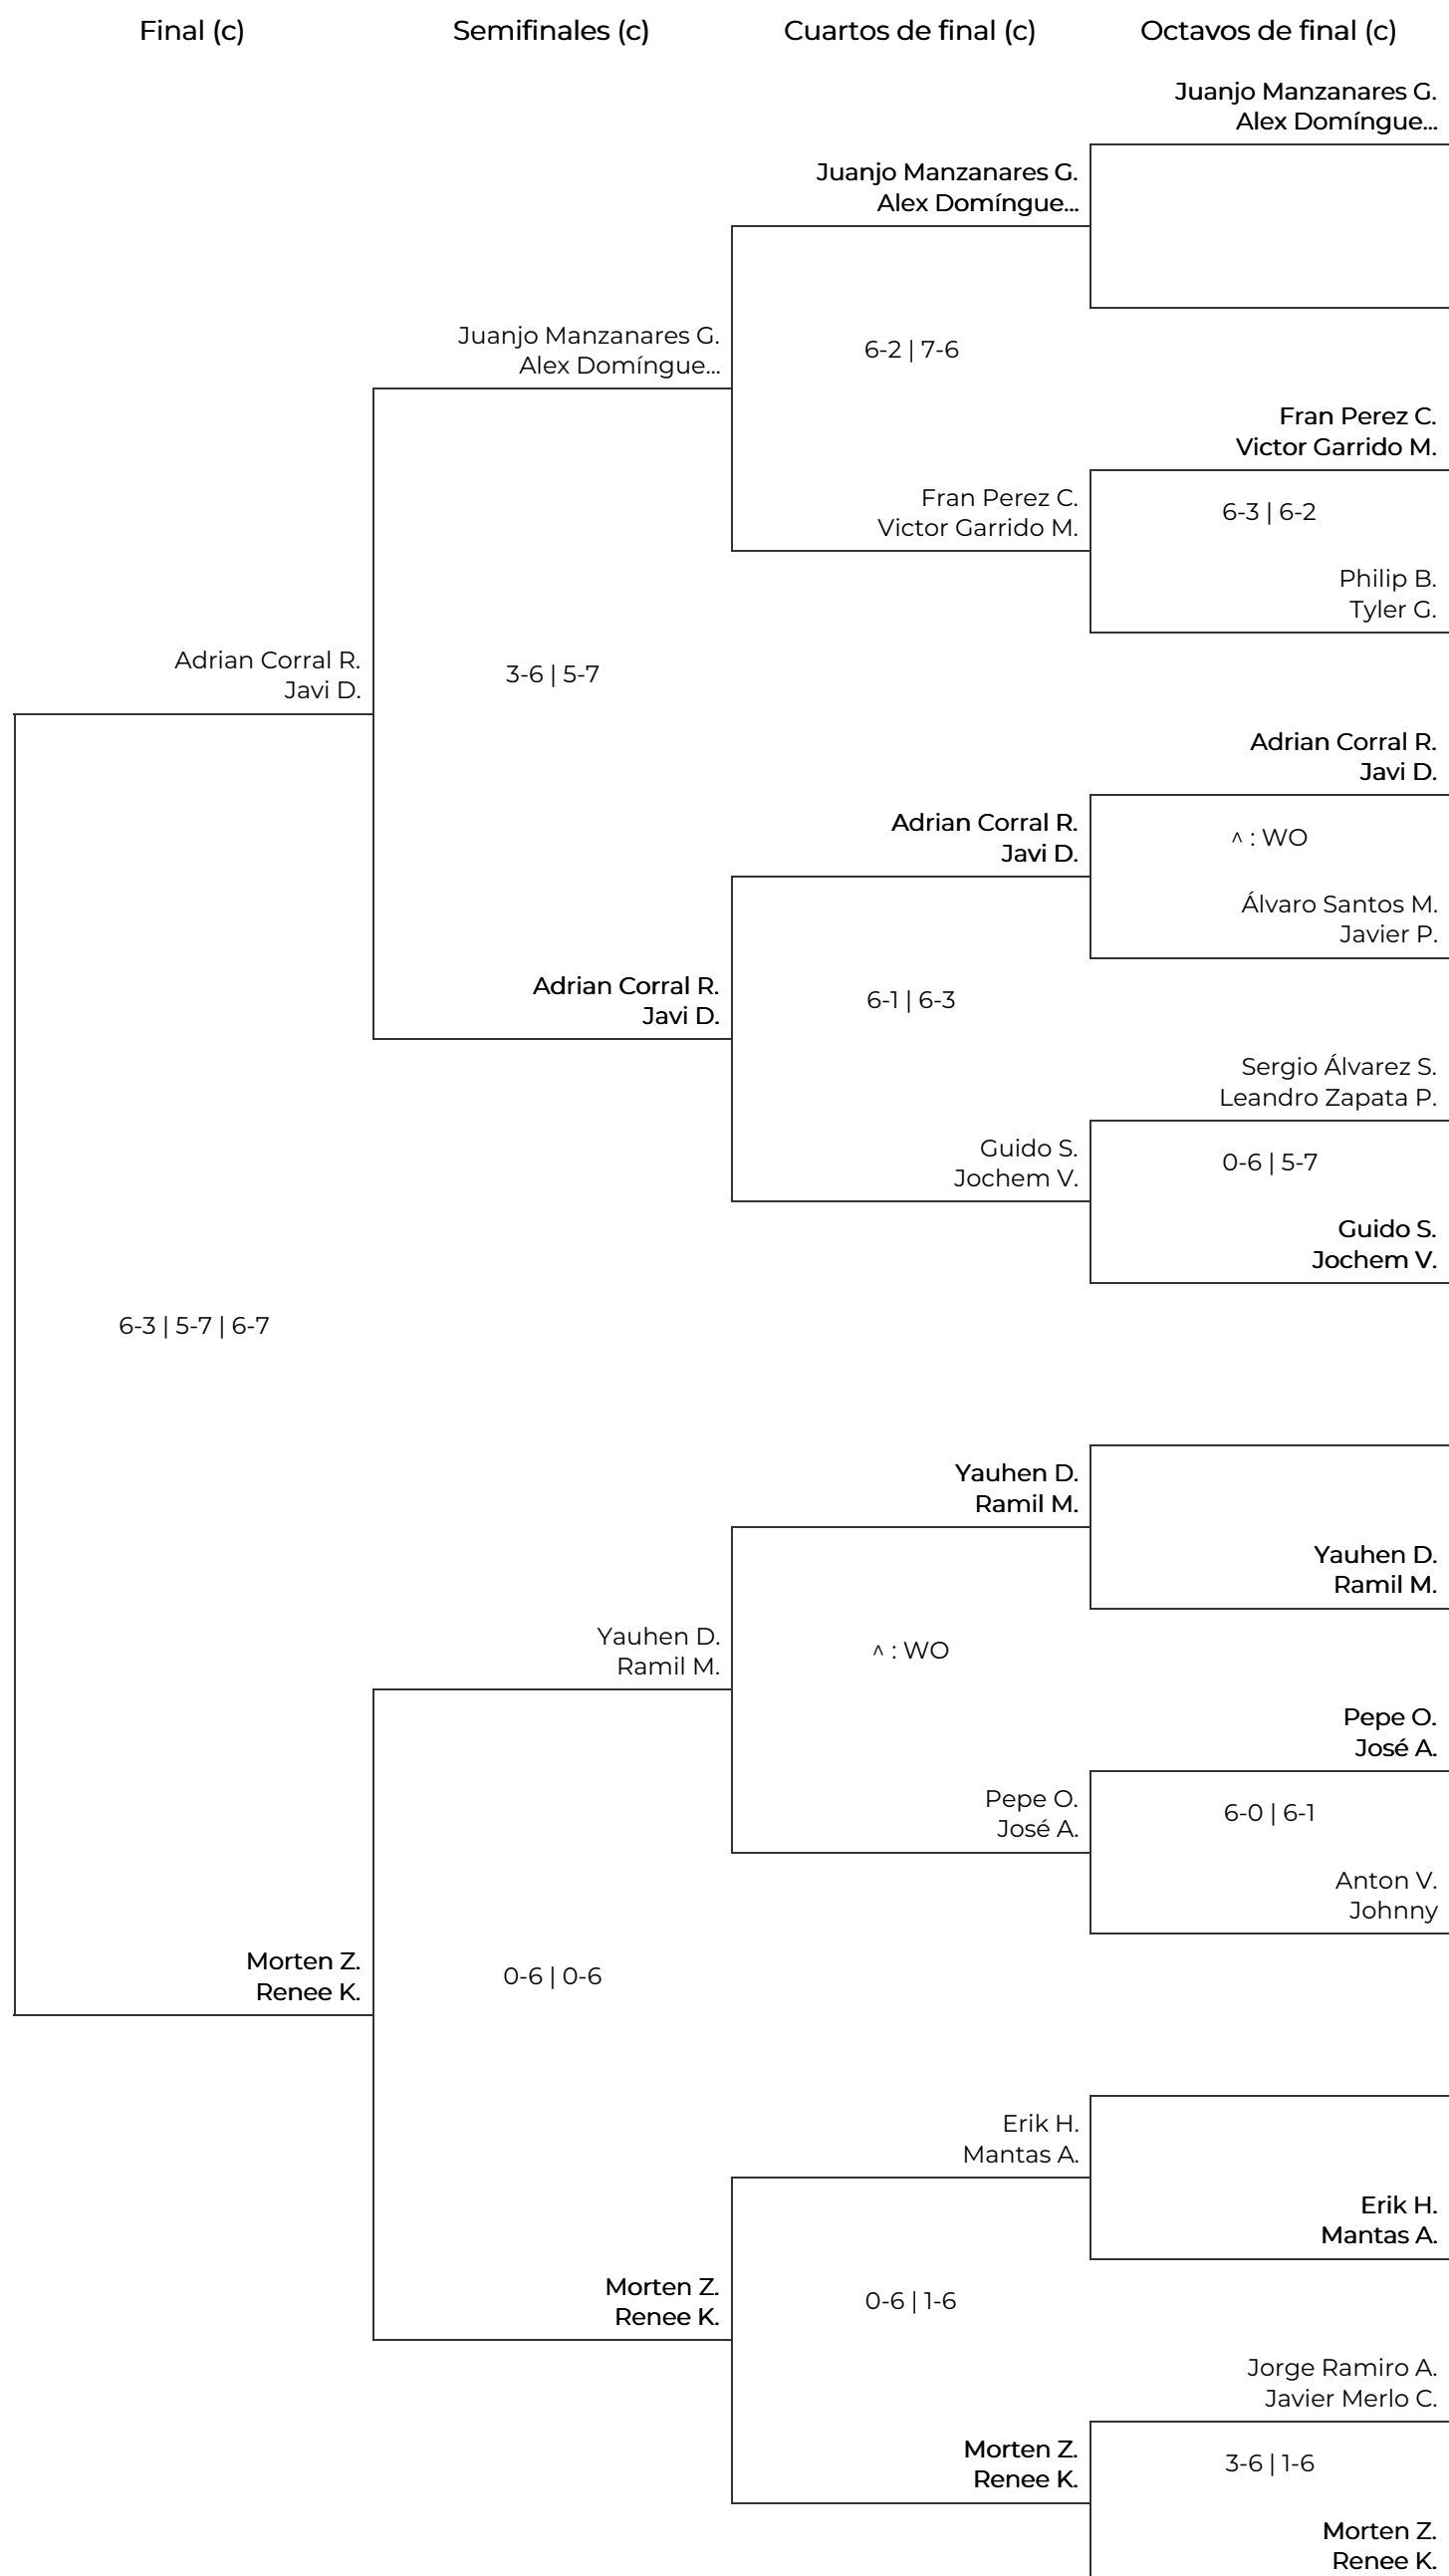 Final (c)
Semifinales (c)
Cuartos de final (c)
Octavos de final (c)
Juanjo Manzanares G.
Alex Domíngue...
Juanjo Manzanares G.
Alex Domíngue...
Juanjo Manzanares G.
Alex Domíngue...
6-2 | 7-6
Fran Perez C.
Victor Garrido M.
Fran Perez C.
Victor Garrido M.
6-3 | 6-2
Philip B.
Tyler G.
Adrian Corral R.
Javi D.
3-6 | 5-7
Adrian Corral R.
Javi D.
Adrian Corral R.
Javi D.
^ : WO
Álvaro Santos M.
Javier P.
Adrian Corral R.
Javi D.
6-1 | 6-3
Sergio Álvarez S.
Leandro Zapata P.
Guido S.
Jochem V.
0-6 | 5-7
Guido S.
Jochem V.
6-3 | 5-7 | 6-7
Yauhen D.
Ramil M.
Yauhen D.
Ramil M.
Yauhen D.
Ramil M.
^ : WO
Pepe O.
José A.
Pepe O.
José A.
6-0 | 6-1
Anton V.
Johnny
Morten Z.
Renee K.
0-6 | 0-6
Erik H.
Mantas A.
Erik H.
Mantas A.
Morten Z.
Renee K.
0-6 | 1-6
Jorge Ramiro A.
Javier Merlo C.
Morten Z.
Renee K.
3-6 | 1-6
Morten Z.
Renee K.